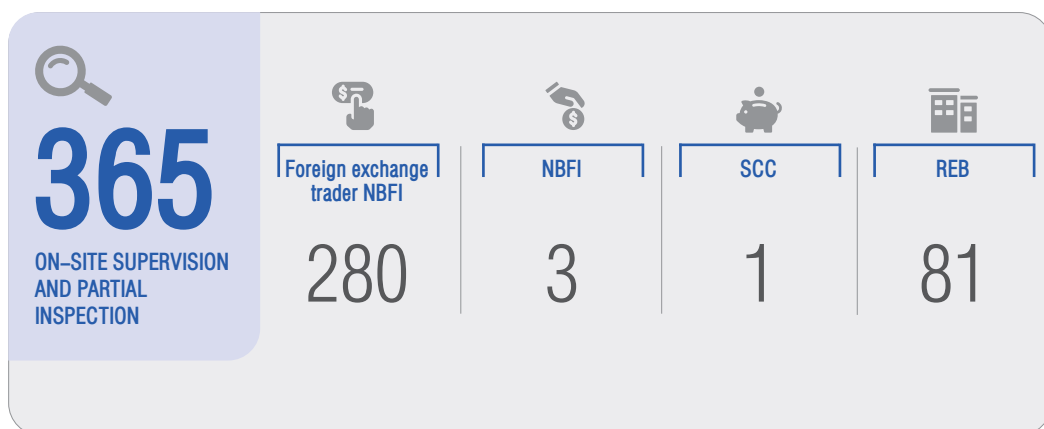 365
ON-SITE SUPERVISION
AND PARTIAL
INSPECTION
Foreign exchange
trader NBFI
280
NBFI
3
SCC
1
REB
81